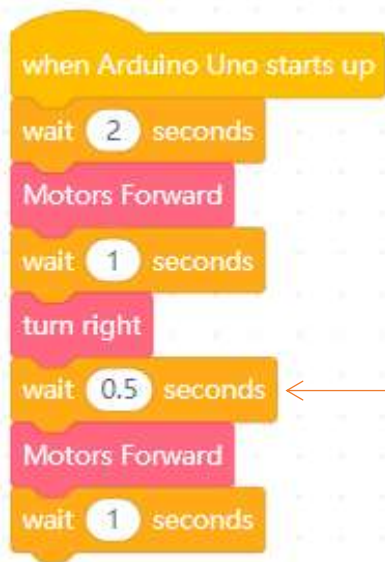 when Arduino Uno starts up
wait 2 seconds
Motors Forward
wait 1 seconds
turn right
wait 0.5 seconds
Motors Forward
wait 1 seconds